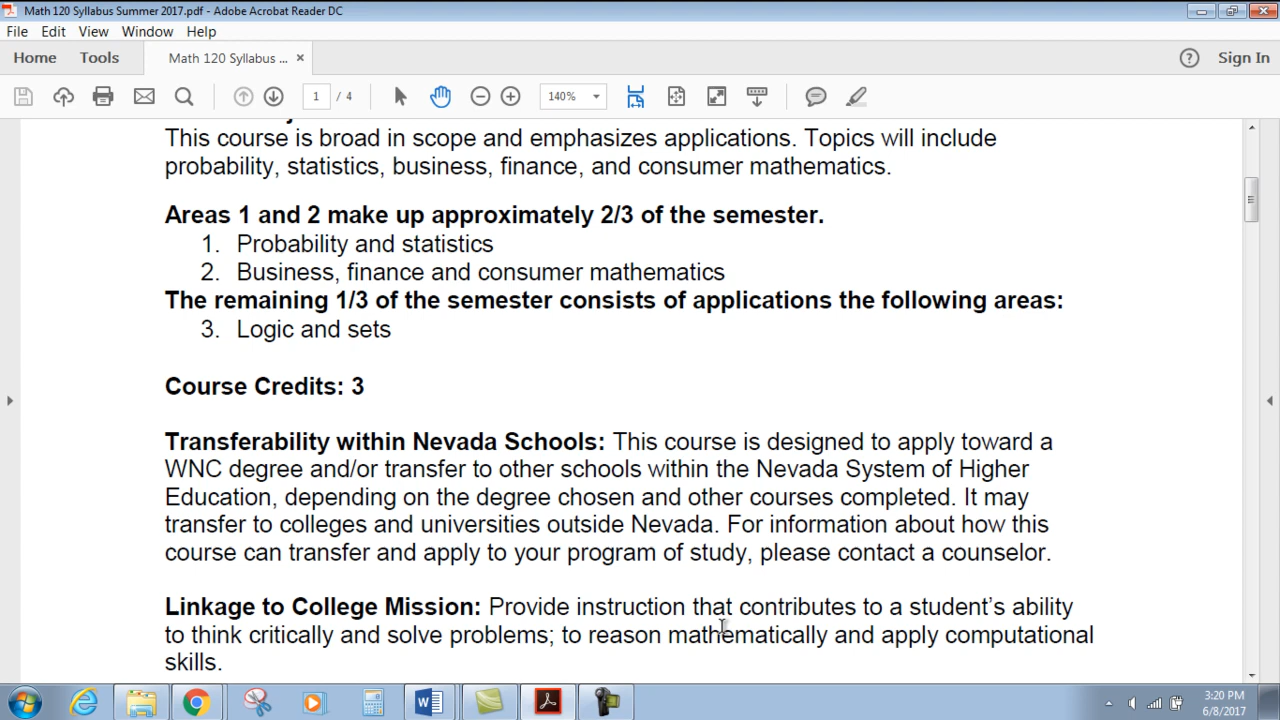 Math 120 Syllabus Summer 2017.pdf - Adobe Acrobat Reader DC
File Edit View Window Help
Home Tools Math 120 Syllabus ... × Sign In
1 / 4 140%
This course is broad in scope and emphasizes applications. Topics will include
probability, statistics, business, finance, and consumer mathematics.
Areas 1 and 2 make up approximately 2/3 of the semester.
1. Probability and statistics
2. Business, finance and consumer mathematics
The remaining 1/3 of the semester consists of applications the following areas:
3. Logic and sets
Course Credits: 3
Transferability within Nevada Schools: This course is designed to apply toward a
WNC degree and/or transfer to other schools within the Nevada System of Higher
Education, depending on the degree chosen and other courses completed. It may
transfer to colleges and universities outside Nevada. For information about how this
course can transfer and apply to your program of study, please contact a counselor.
Linkage to College Mission: Provide instruction that contributes to a student's ability
to think critically and solve problems; to reason mathematically and apply computational
skills.
3:20 PM
6/8/2017